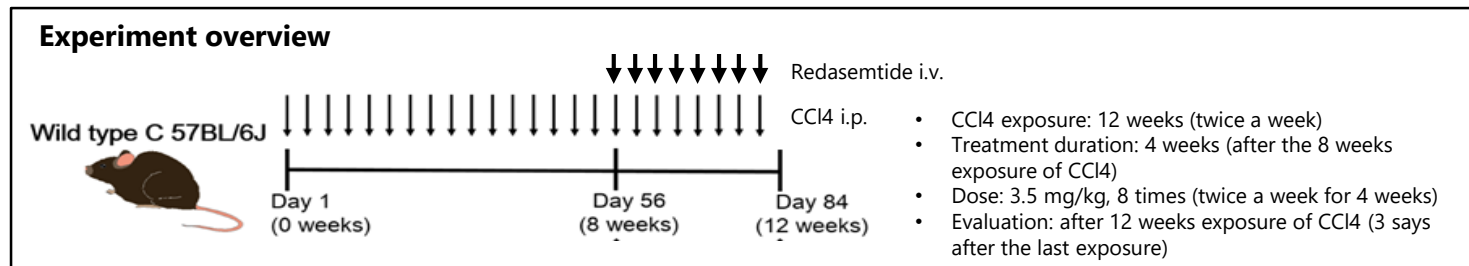 Experiment overview
Redasemtide i.v.
Wild type C 57BL/6J
CCl4 i.p.
Day 1
(0 weeks)
Day 56
(8 weeks)
Day 84
(12 weeks)
• CCl4 exposure: 12 weeks (twice a week)
• Treatment duration: 4 weeks (after the 8 weeks
exposure of CCl4)
• Dose: 3.5 mg/kg, 8 times (twice a week for 4 weeks)
• Evaluation: after 12 weeks exposure of CCl4 (3 says
after the last exposure)